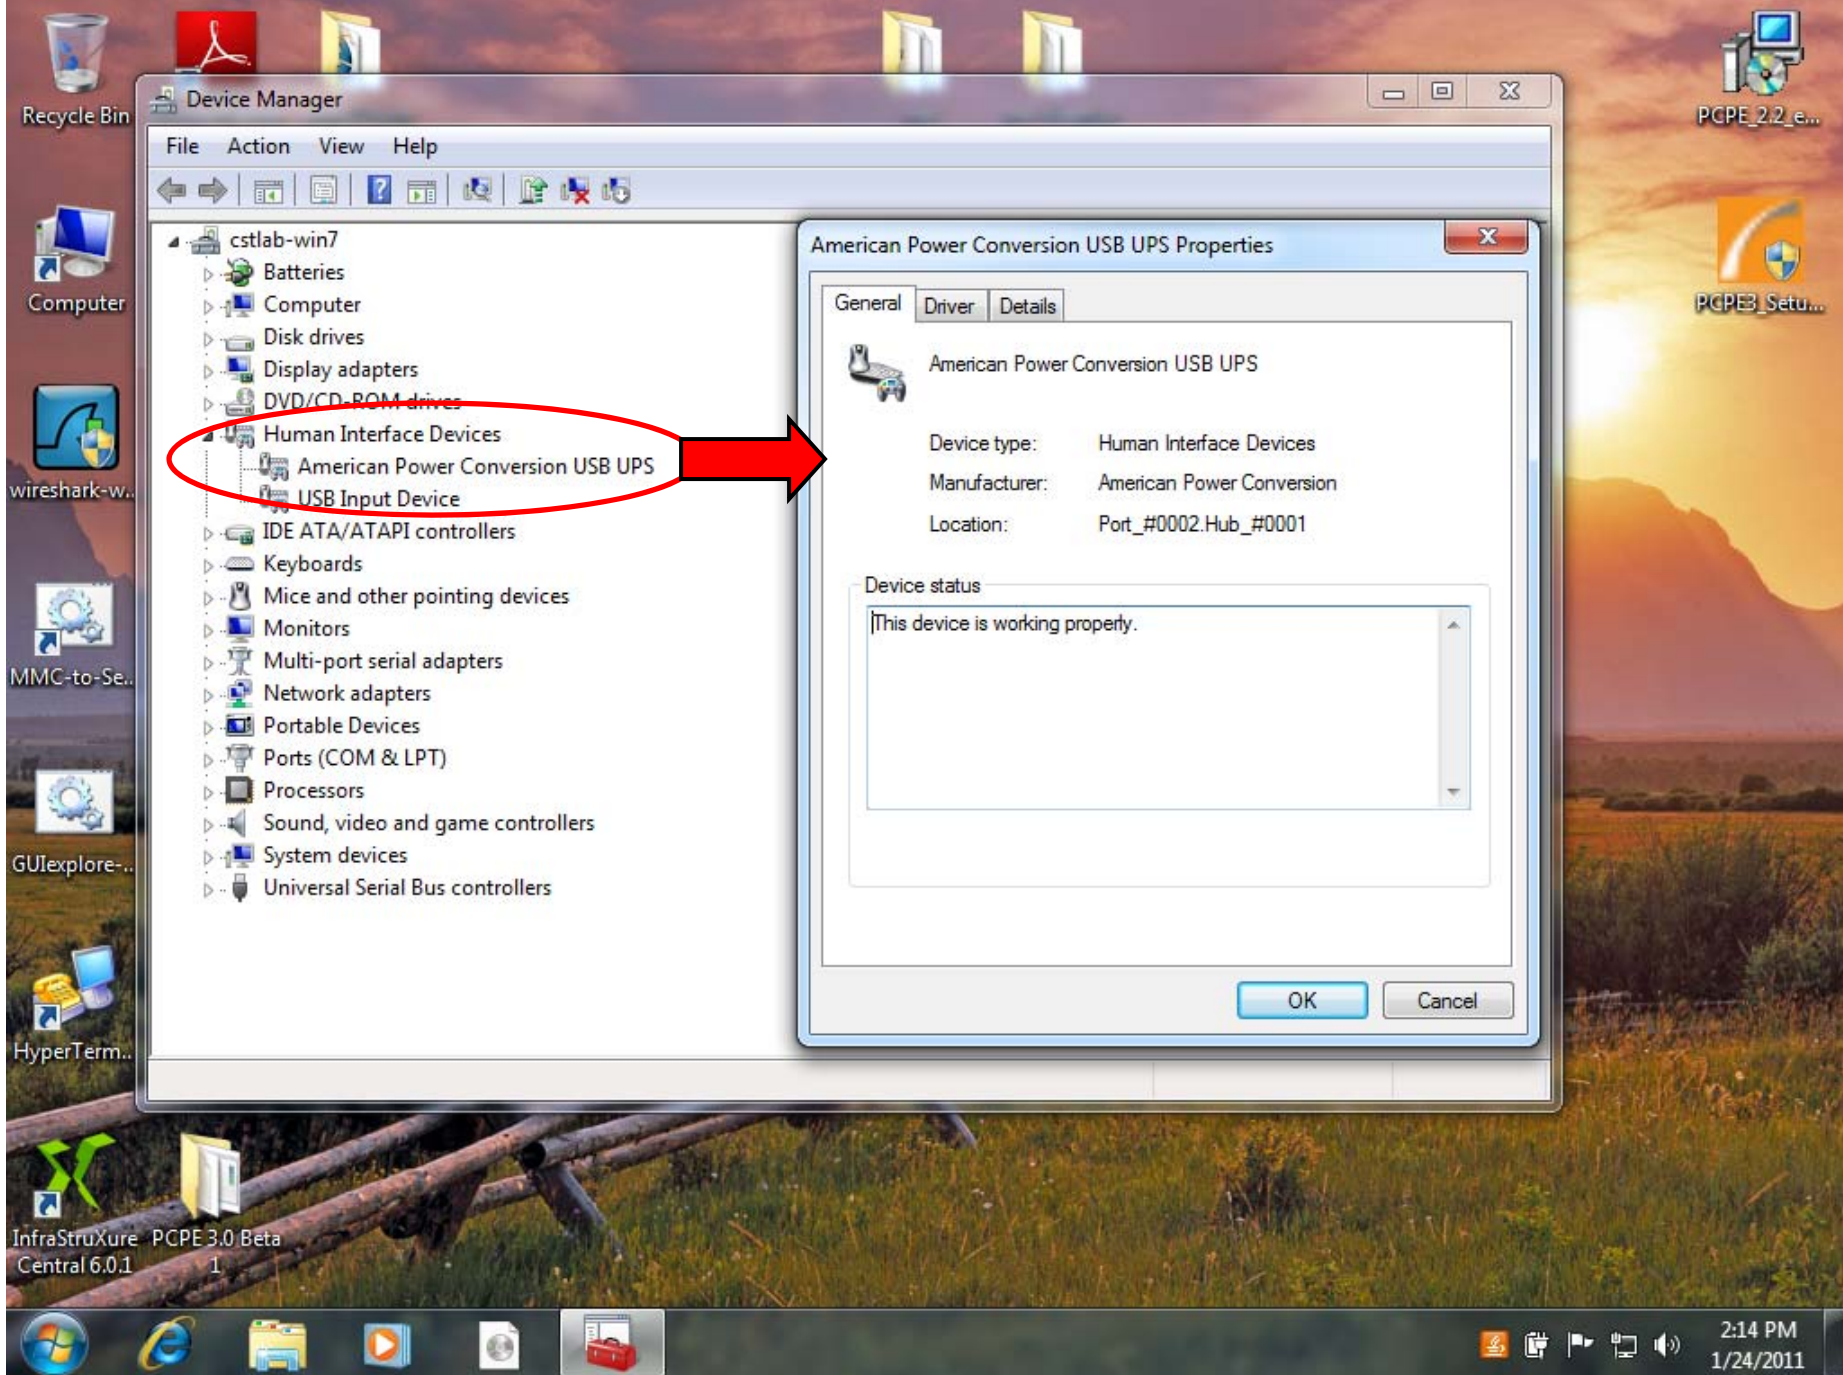 Recycle Bin
Computer
wireshark-w...
MMC-to-Se...
GUIexplore-...
HyperTerm...
InfraStruXure
Central 6.0.1
PCPE 3.0 Beta
1
PCPE_2.2_e...
PCPE3_Setu...
Device Manager
File Action View Help
cstlab-win7
Batteries
Computer
Disk drives
Display adapters
DVD/CD-ROM drives
Human Interface Devices
American Power Conversion USB UPS
USB Input Device
IDE ATA/ATAPI controllers
Keyboards
Mice and other pointing devices
Monitors
Multi-port serial adapters
Network adapters
Portable Devices
Ports (COM & LPT)
Processors
Sound, video and game controllers
System devices
Universal Serial Bus controllers
American Power Conversion USB UPS Properties
General Driver Details
American Power Conversion USB UPS
Device type: Human Interface Devices
Manufacturer: American Power Conversion
Location: Port_#0002.Hub_#0001
Device status
This device is working properly.
OK Cancel
2:14 PM
1/24/2011